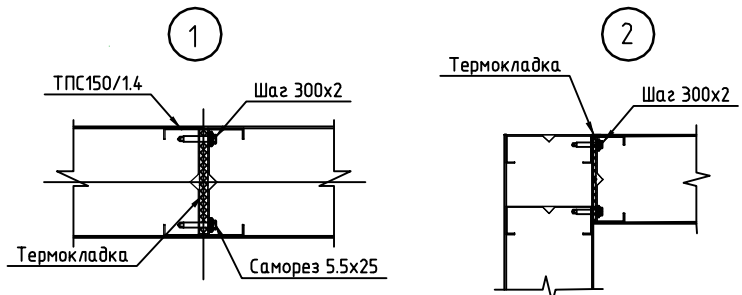 1
ТПС150/1.4
Шаг 300х2
Термокладка
Саморез 5.5х25
2
Термокладка
Шаг 300х2